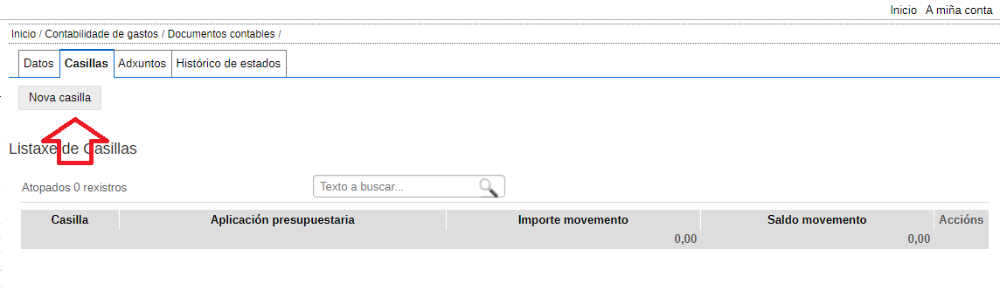 Inicio A miña conta
Inicio / Contabilidade de gastos / Documentos contables /
Datos Casillas Adxuntos Histórico de estados
Nova casilla
Listaxe de Casillas
Atopados 0 rexistros Texto a buscar...
Casilla Aplicación presupuestaria Importe movemento Saldo movemento Accións
0,00 0,00